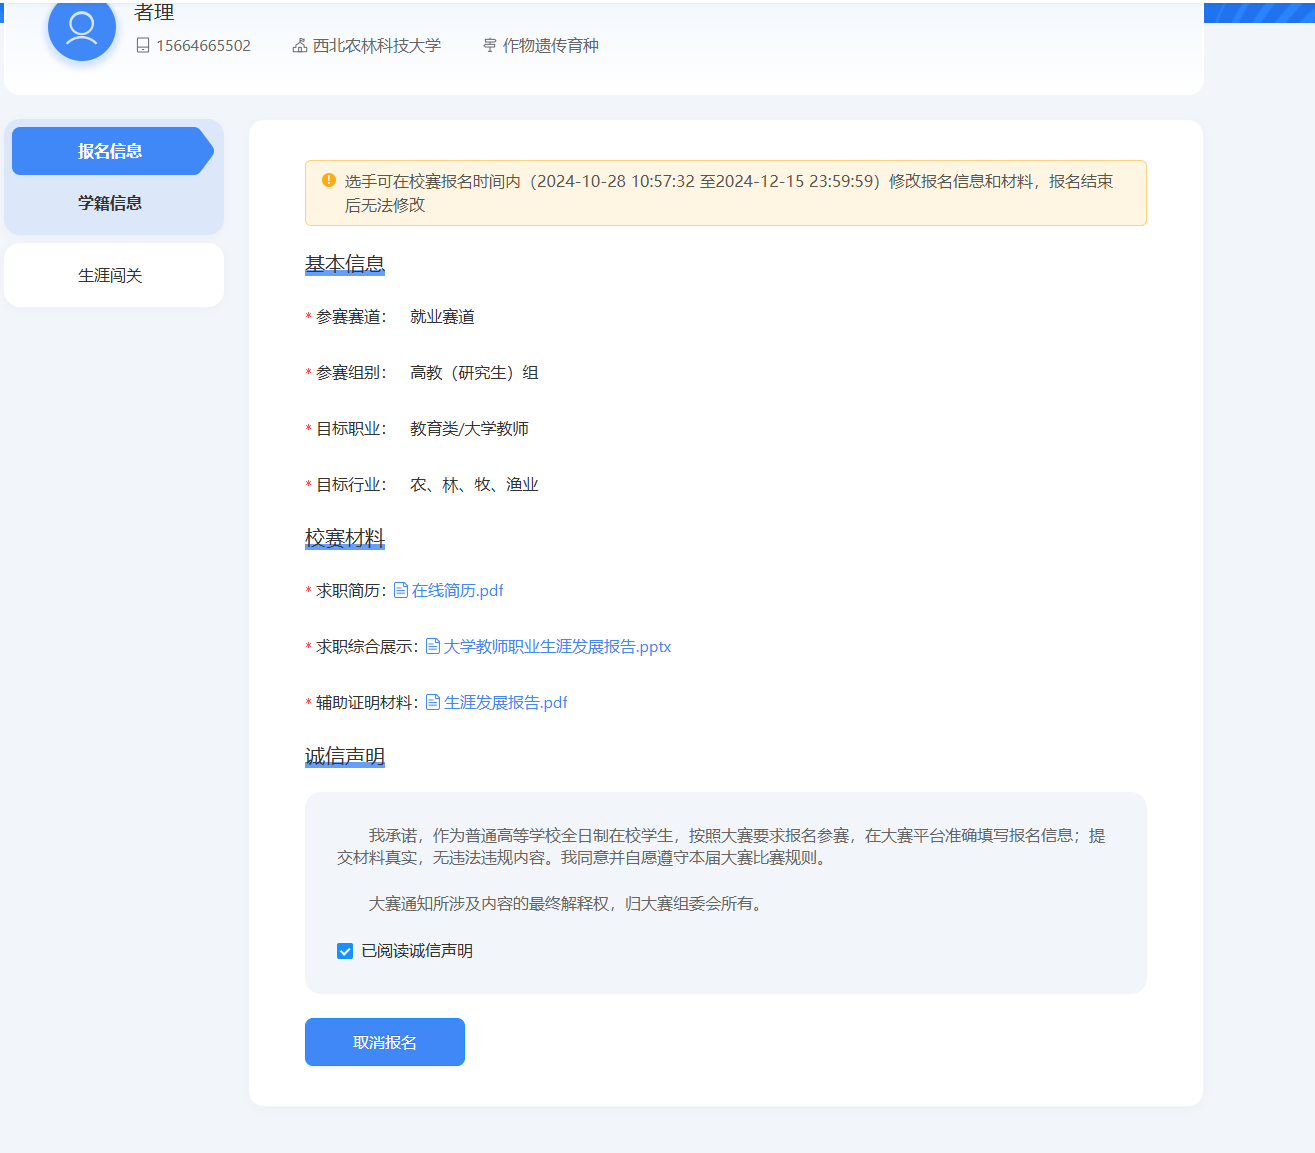 者理
15664665502 西北农林科技大学 作物遗传育种
报名信息
学籍信息
生涯闯关
选手可在校赛报名时间内（2024-10-28 10:57:32 至2024-12-15 23:59:59）修改报名信息和材料，报名结束
后无法修改
基本信息
* 参赛赛道： 就业赛道
* 参赛组别： 高教（研究生）组
* 目标职业： 教育类/大学教师
* 目标行业： 农、林、牧、渔业
校赛材料
* 求职简历： 在线简历.pdf
* 求职综合展示： 大学教师职业生涯发展报告.pptx
* 辅助证明材料： 生涯发展报告.pdf
诚信声明
我承诺，作为普通高等学校全日制在校学生，按照大赛要求报名参赛，在大赛平台准确填写报名信息；提
交材料真实，无违法违规内容。我同意并自愿遵守本届大赛比赛规则。
大赛通知所涉及内容的最终解释权，归大赛组委会所有。
已阅读诚信声明
取消报名